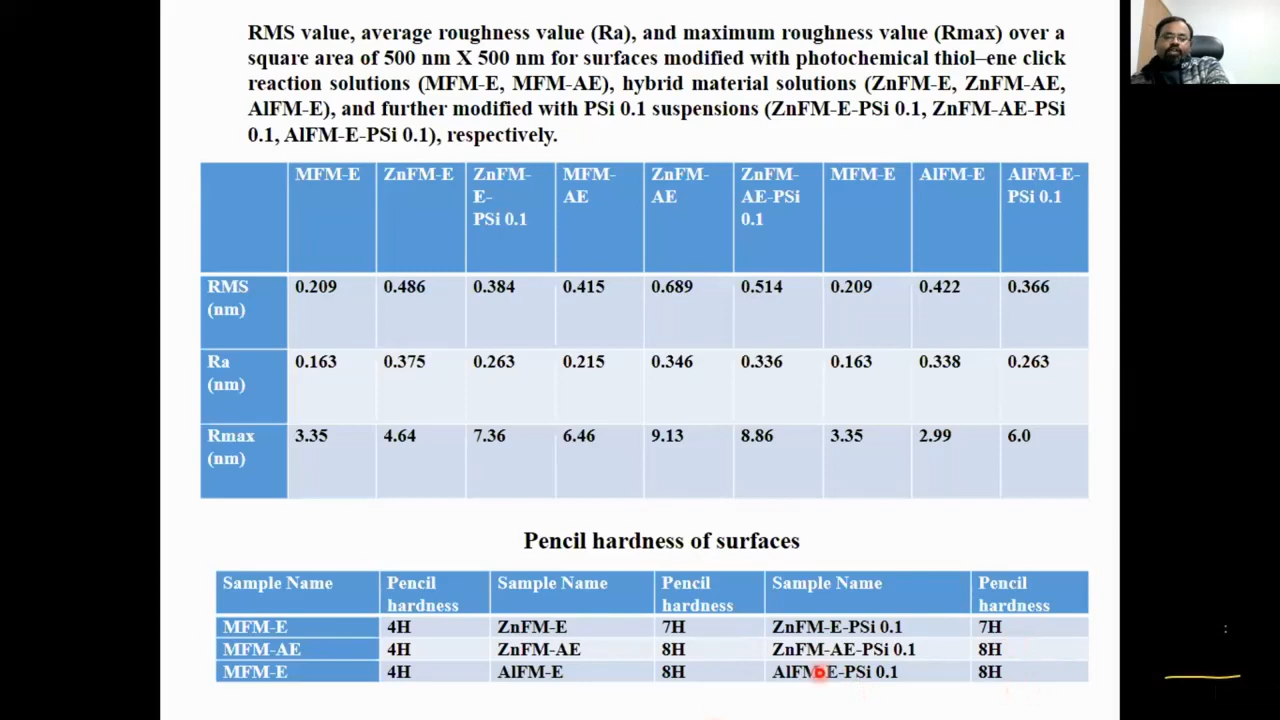 RMS value, average roughness value (Ra), and maximum roughness value (Rmax) over a
square area of 500 nm X 500 nm for surfaces modified with photochemical thiol–ene click
reaction solutions (MFM-E, MFM-AE), hybrid material solutions (ZnFM-E, ZnFM-AE,
AlFM-E), and further modified with PSi 0.1 suspensions (ZnFM-E-PSi 0.1, ZnFM-AE-PSi
0.1, AlFM-E-PSi 0.1), respectively.
MFM-E ZnFM-E ZnFM- MFM- ZnFM- ZnFM- MFM-E AlFM-E AlFM-E-
E- AE AE AE-PSi PSi 0.1
PSi 0.1 0.1
RMS 0.209 0.486 0.384 0.415 0.689 0.514 0.209 0.422 0.366
(nm)
Ra 0.163 0.375 0.263 0.215 0.346 0.336 0.163 0.338 0.263
(nm)
Rmax 3.35 4.64 7.36 6.46 9.13 8.86 3.35 2.99 6.0
(nm)
Pencil hardness of surfaces
Sample Name Pencil Sample Name Pencil Sample Name Pencil
hardness hardness hardness
MFM-E 4H ZnFM-E 7H ZnFM-E-PSi 0.1 7H
MFM-AE 4H ZnFM-AE 8H ZnFM-AE-PSi 0.1 8H
MFM-E 4H AlFM-E 8H AlFM-E-PSi 0.1 8H